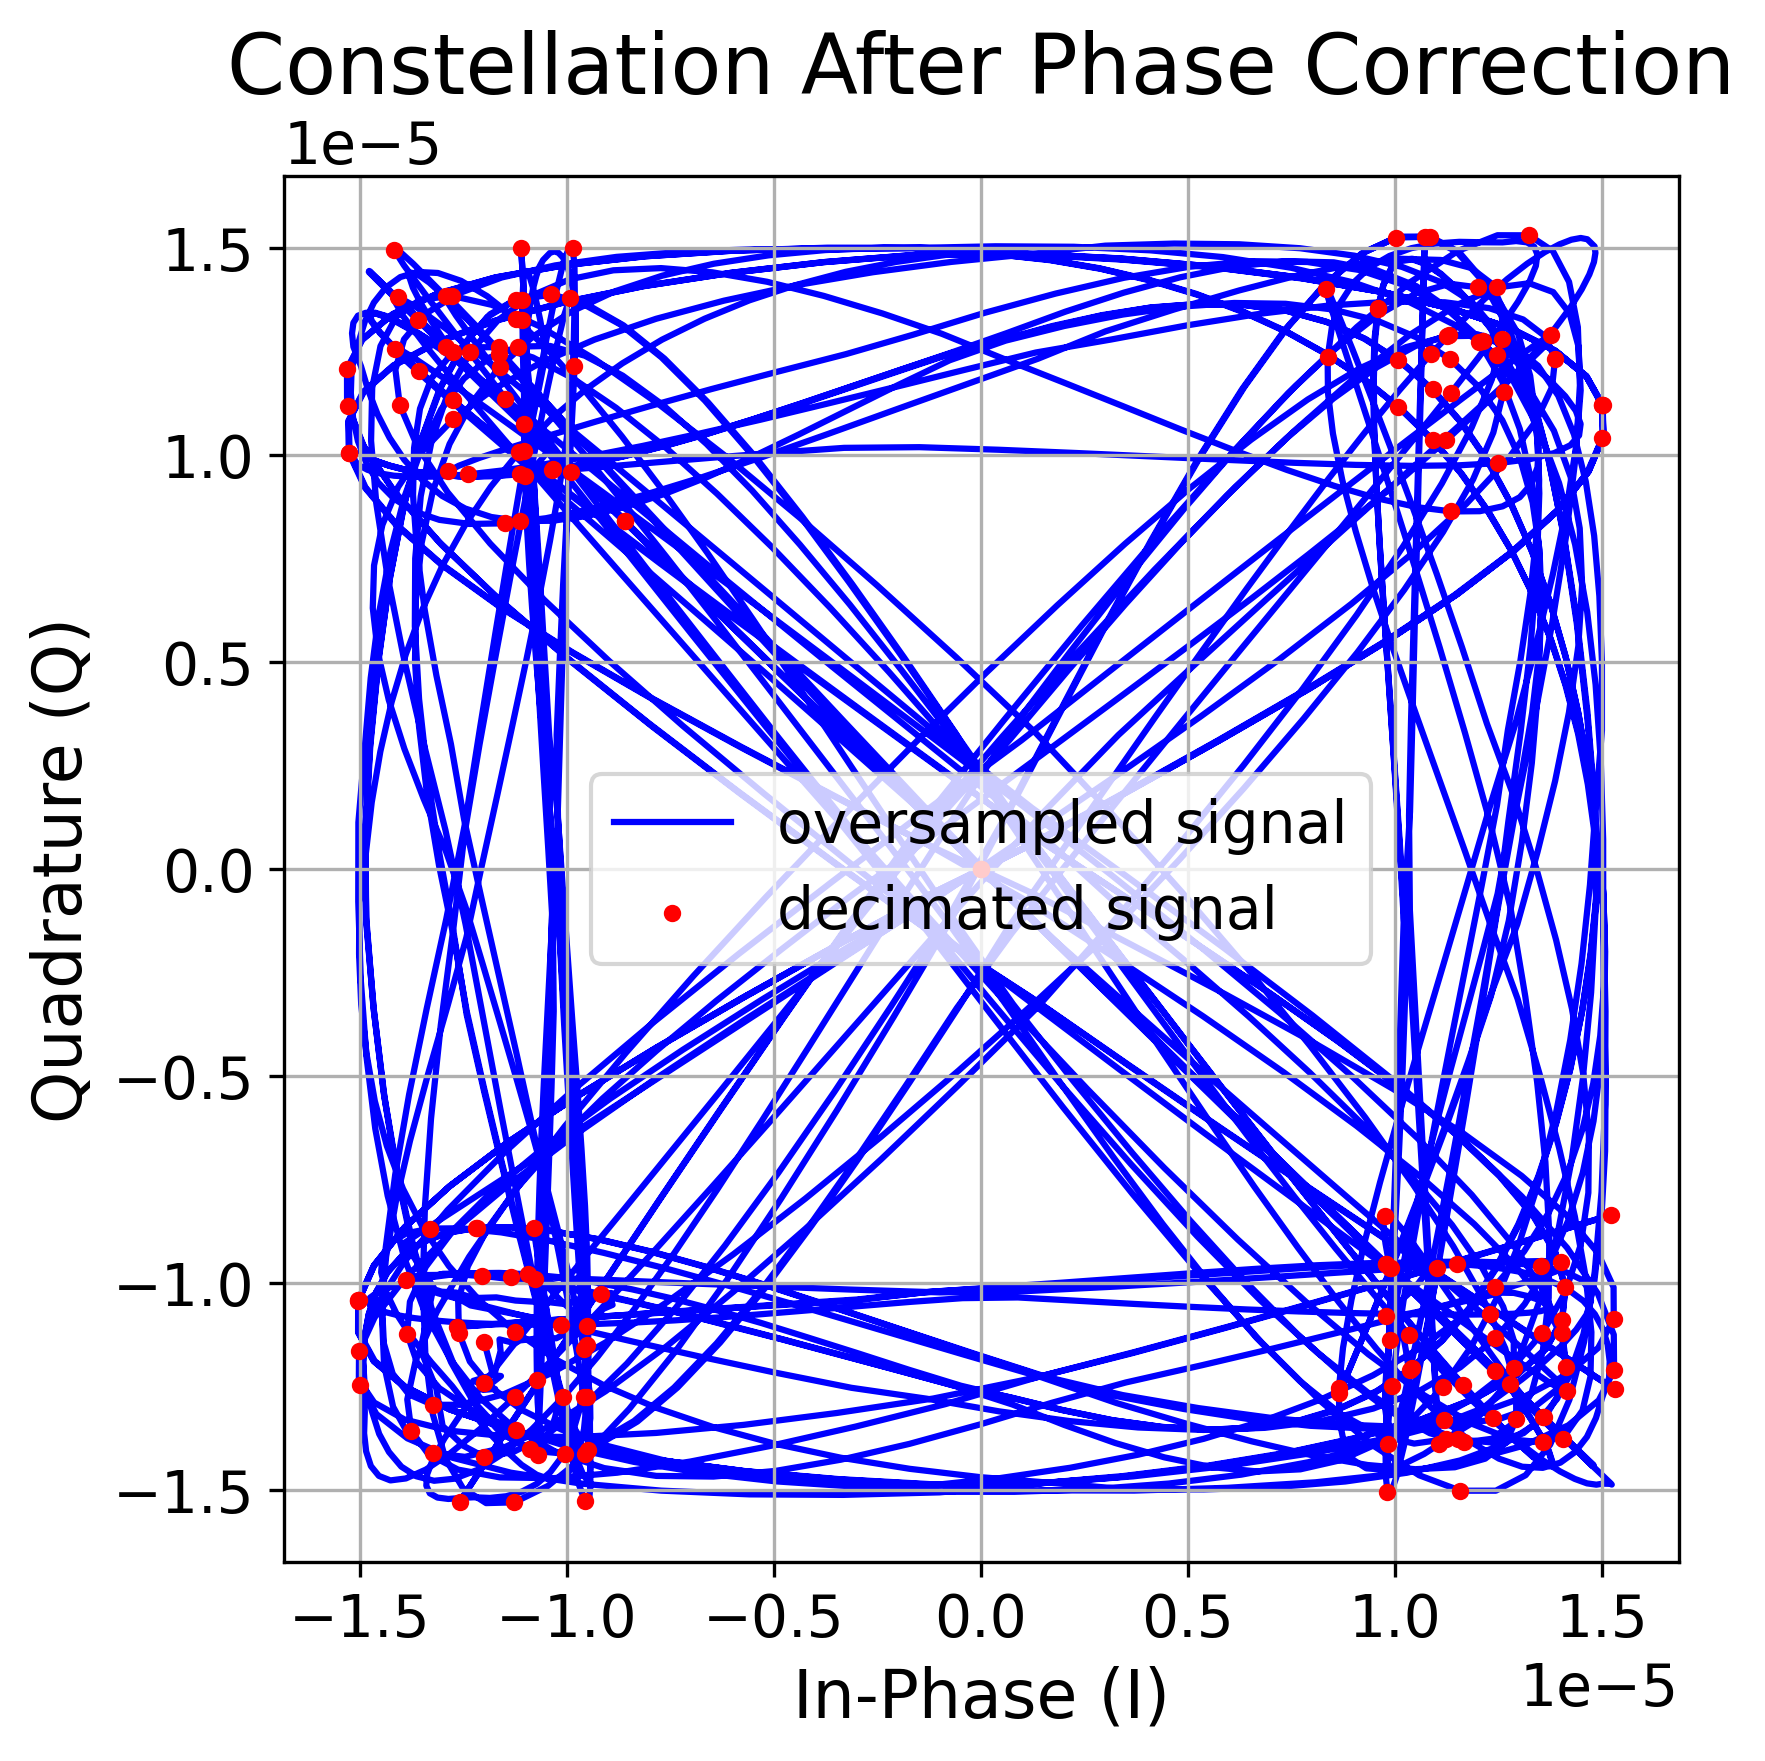 Constellation After Phase Correction
1e−5
1.5
1.0
0.5
0.0
−0.5
−1.0
−1.5
Quadrature (Q)
oversampled signal
decimated signal
−1.5 −1.0 −0.5 0.0 0.5 1.0 1.5
1e−5
In-Phase (I)